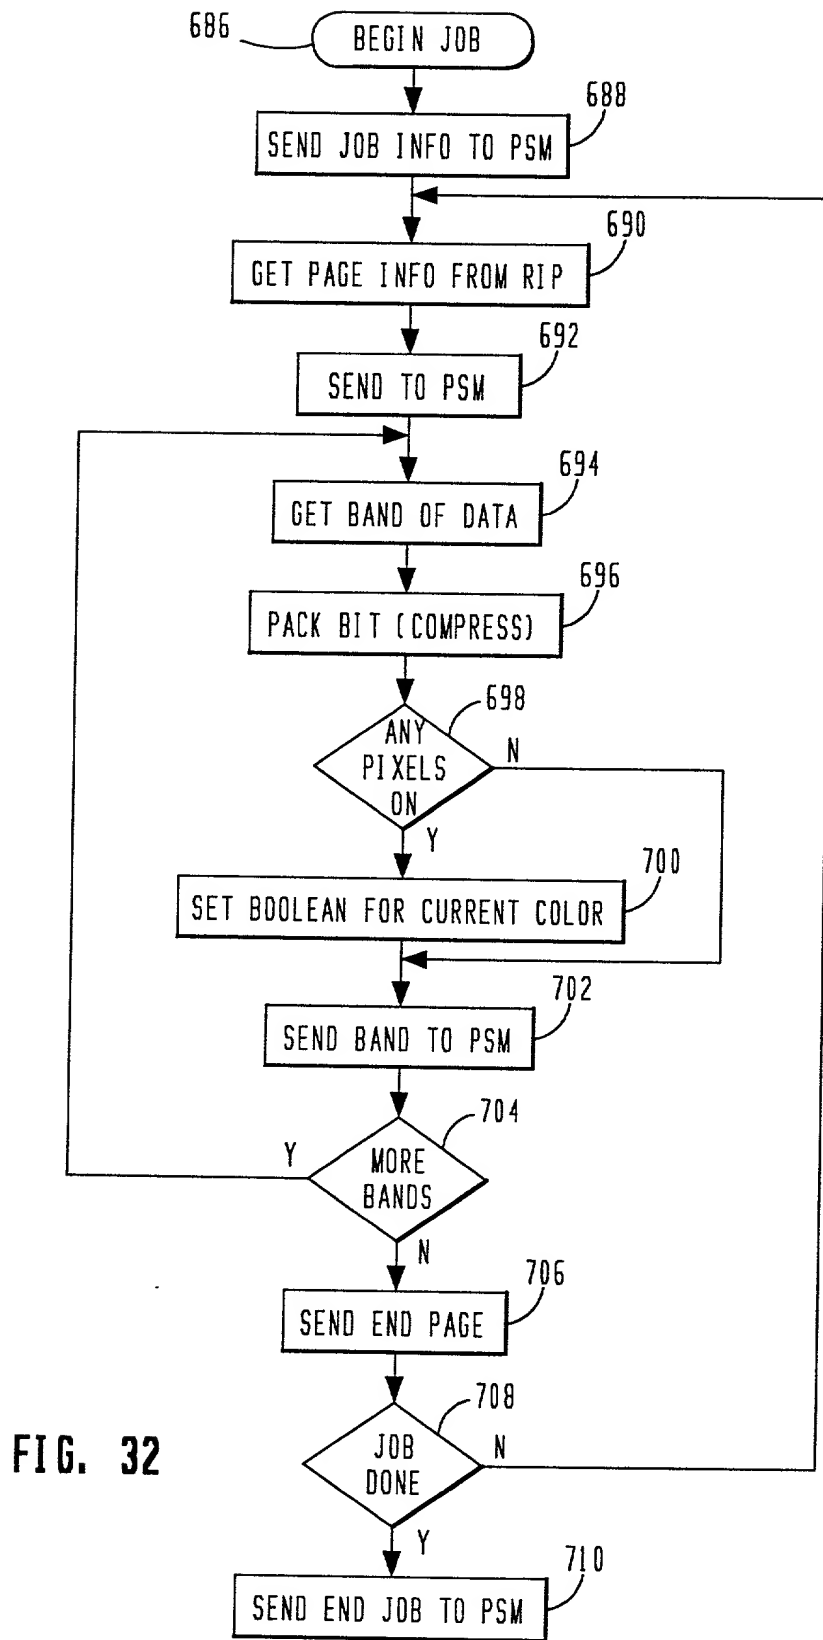 686
BEGIN JOB
688
SEND JOB INFO TO PSM
690
GET PAGE INFO FROM RIP
692
SEND TO PSM
694
GET BAND OF DATA
696
PACK BIT (COMPRESS)
698
ANY
PIXELS
ON
N
Y
700
SET BOOLEAN FOR CURRENT COLOR
702
SEND BAND TO PSM
704
Y
MORE
BANDS
N
706
SEND END PAGE
708
JOB
DONE
N
Y
FIG. 32
710
SEND END JOB TO PSM